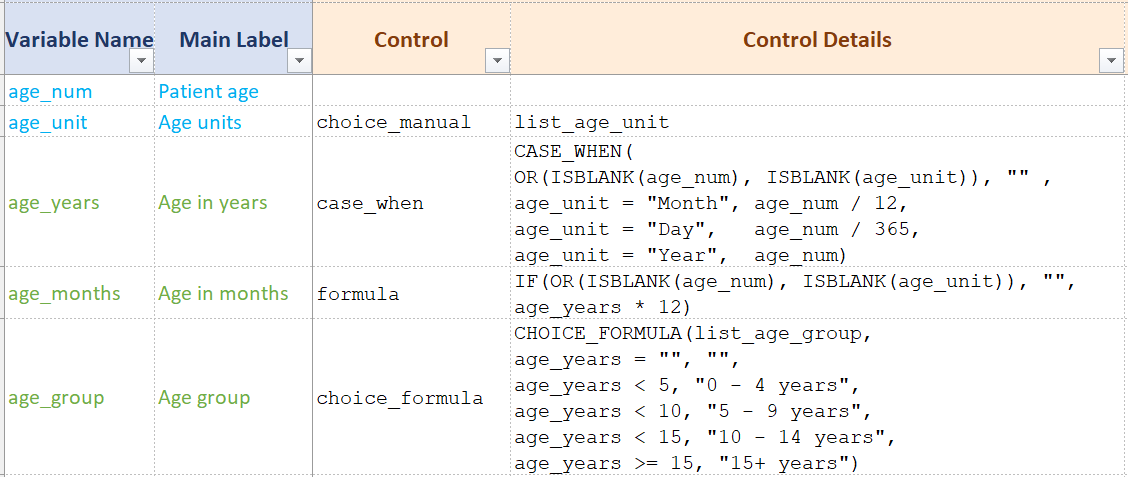 Variable Name Main Label Control Control Details
age_num Patient age
age_unit Age units choice_manual list_age_unit
CASE_WHEN(
OR(ISBLANK(age_num), ISBLANK(age_unit)), "" ,
age_years Age in years case_when age_unit = "Month", age_num / 12,
age_unit = "Day",   age_num / 365,
age_unit = "Year",  age_num)
age_months Age in months formula IF(OR(ISBLANK(age_num), ISBLANK(age_unit)), "",
age_years * 12)
CHOICE_FORMULA(list_age_group,
age_years = "", "",
age_years < 5, "0 - 4 years",
age_group Age group choice_formula age_years < 10, "5 - 9 years",
age_years < 15, "10 - 14 years",
age_years >= 15, "15+ years")